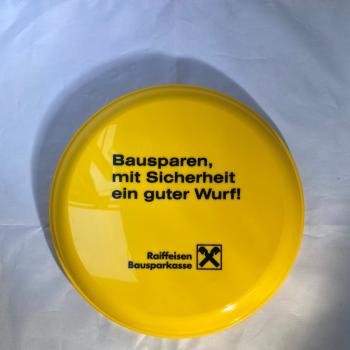 Bausparen,
mit Sicherheit
ein guter Wurf!
Raiffeisen
Bausparkasse